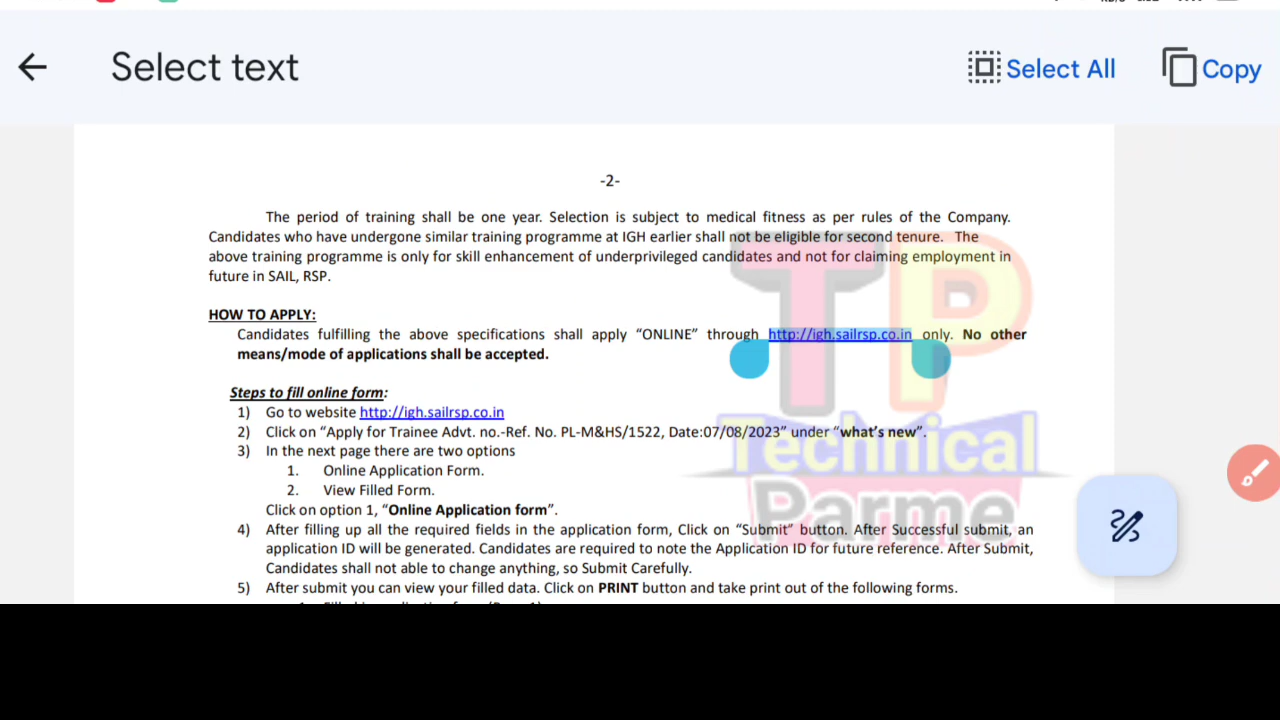 Select text
Select All
Copy
-2-
The period of training shall be one year. Selection is subject to medical fitness as per rules of the Company.
Candidates who have undergone similar training programme at IGH earlier shall not be eligible for second tenure. The
above training programme is only for skill enhancement of underprivileged candidates and not for claiming employment in
future in SAIL, RSP.
HOW TO APPLY:
Candidates fulfilling the above specifications shall apply “ONLINE” through http://igh.sailrsp.co.in only. No other
means/mode of applications shall be accepted.
Steps to fill online form:
1) Go to website http://igh.sailrsp.co.in
2) Click on “Apply for Trainee Advt. no.-Ref. No. PL-M&HS/1522, Date:07/08/2023” under “what’s new”.
3) In the next page there are two options
1. Online Application Form.
2. View Filled Form.
Click on option 1, “Online Application form”.
4) After filling up all the required fields in the application form, Click on “Submit” button. After Successful submit, an
application ID will be generated. Candidates are required to note the Application ID for future reference. After Submit,
Candidates shall not able to change anything, so Submit Carefully.
5) After submit you can view your filled data. Click on PRINT button and take print out of the following forms.
TP
Technical
Parme